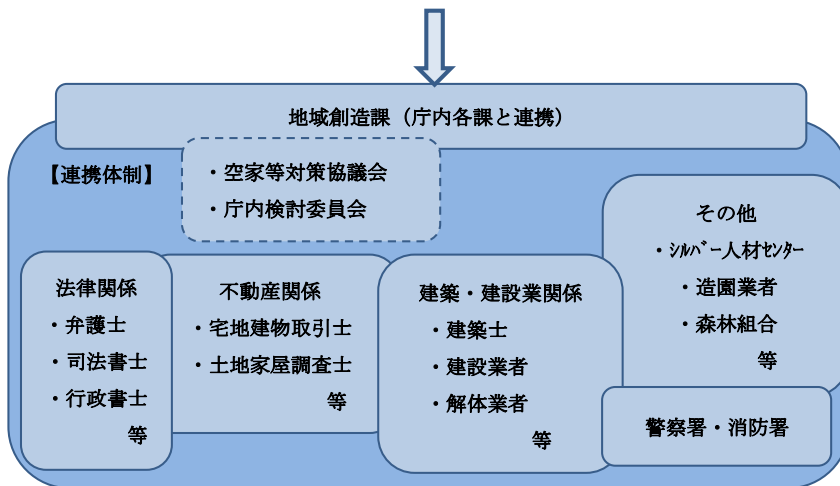 地域創造課（庁内各課と連携）
【連携体制】
・空家等対策協議会
・庁内検討委員会
法律関係
・弁護士
・司法書士
・行政書士
等
不動産関係
・宅地建物取引士
・土地家屋調査士
等
建築・建設業関係
・建築士
・建設業者
・解体業者
等
その他
・ｼﾙﾊﾞｰ人材ｾﾝﾀｰ
・造園業者
・森林組合
等
警察署・消防署